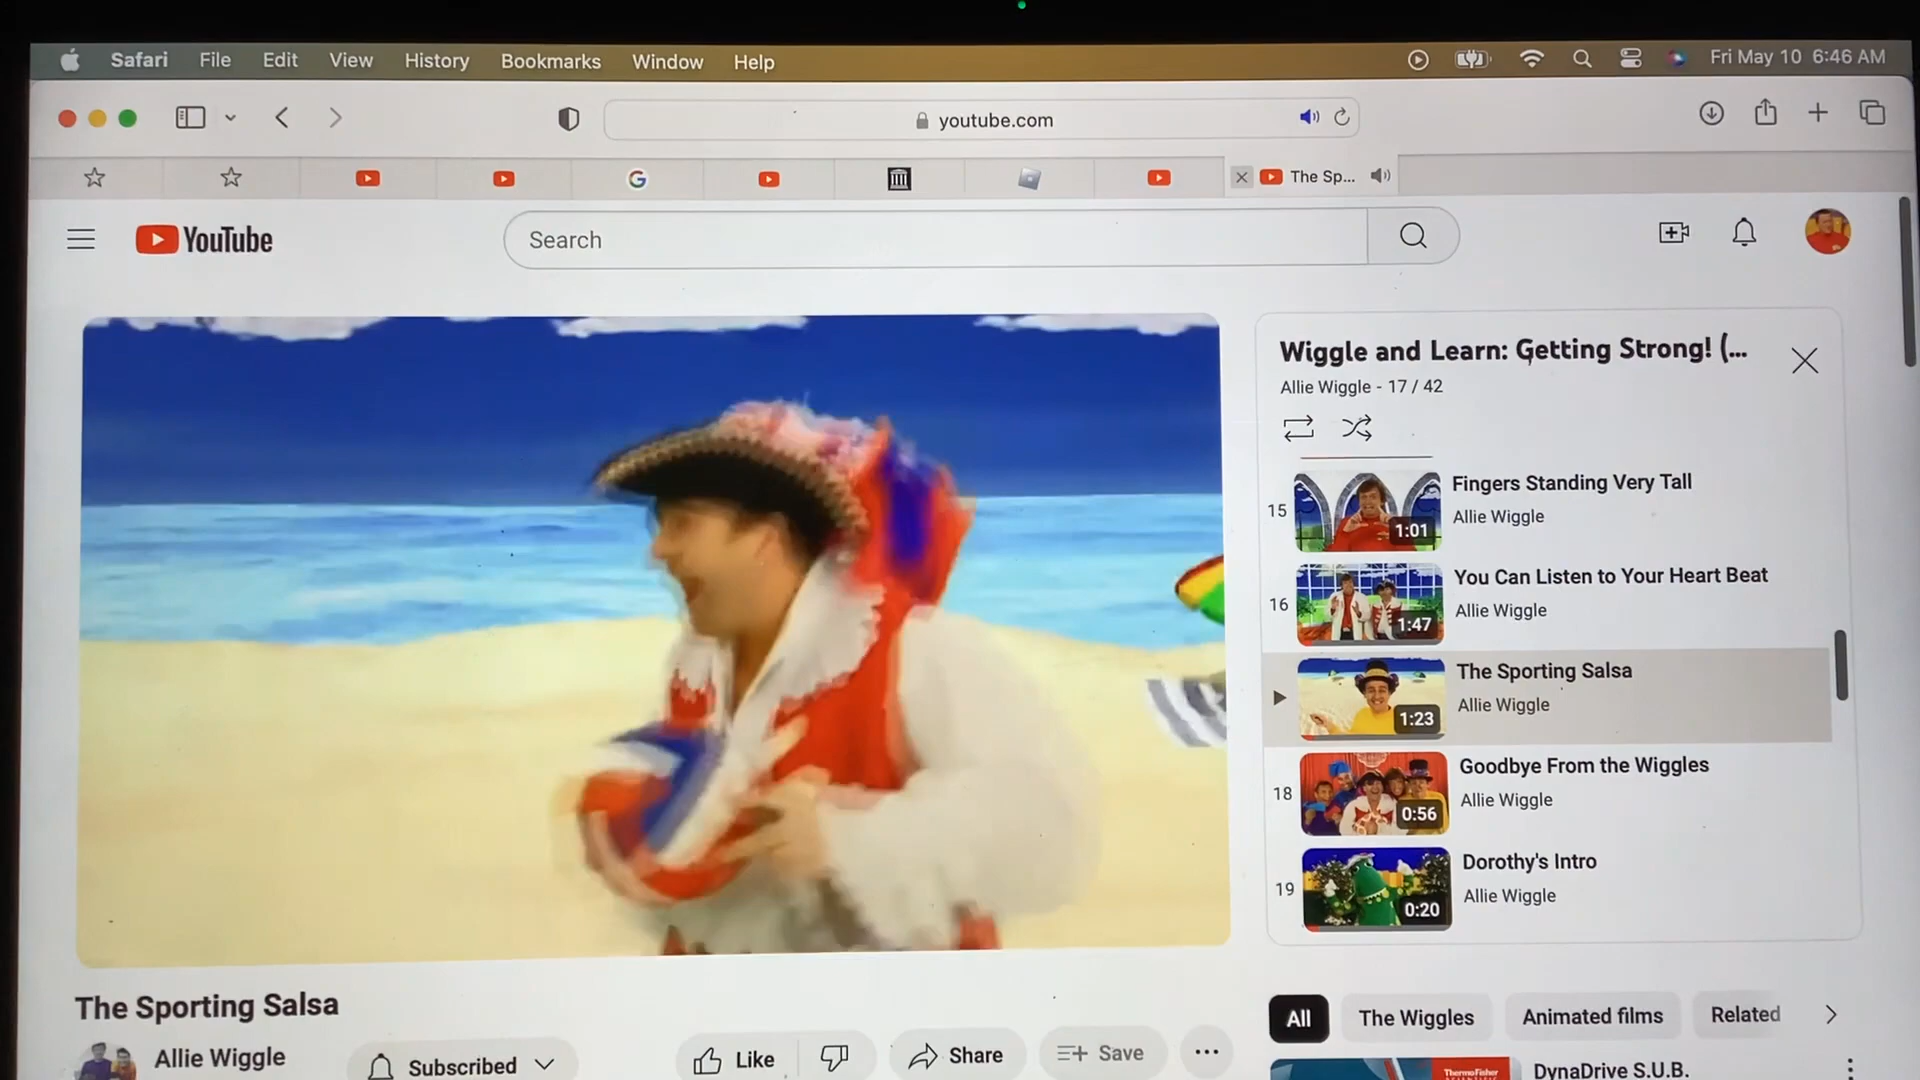 Safari File Edit View History Bookmarks Window Help Fri May 10 6:46 AM
youtube.com
The Sp...
YouTube
Search
Wiggle and Learn: Getting Strong! (...
Allie Wiggle - 17 / 42
15
1:01
Fingers Standing Very Tall
Allie Wiggle
16
1:47
You Can Listen to Your Heart Beat
Allie Wiggle
1:23
The Sporting Salsa
Allie Wiggle
18
0:56
Goodbye From the Wiggles
Allie Wiggle
19
0:20
Dorothy's Intro
Allie Wiggle
The Sporting Salsa
Allie Wiggle
Subscribed
Like
Share
Save
All
The Wiggles
Animated films
Related
ThermoFisher
DynaDrive S.U.B.